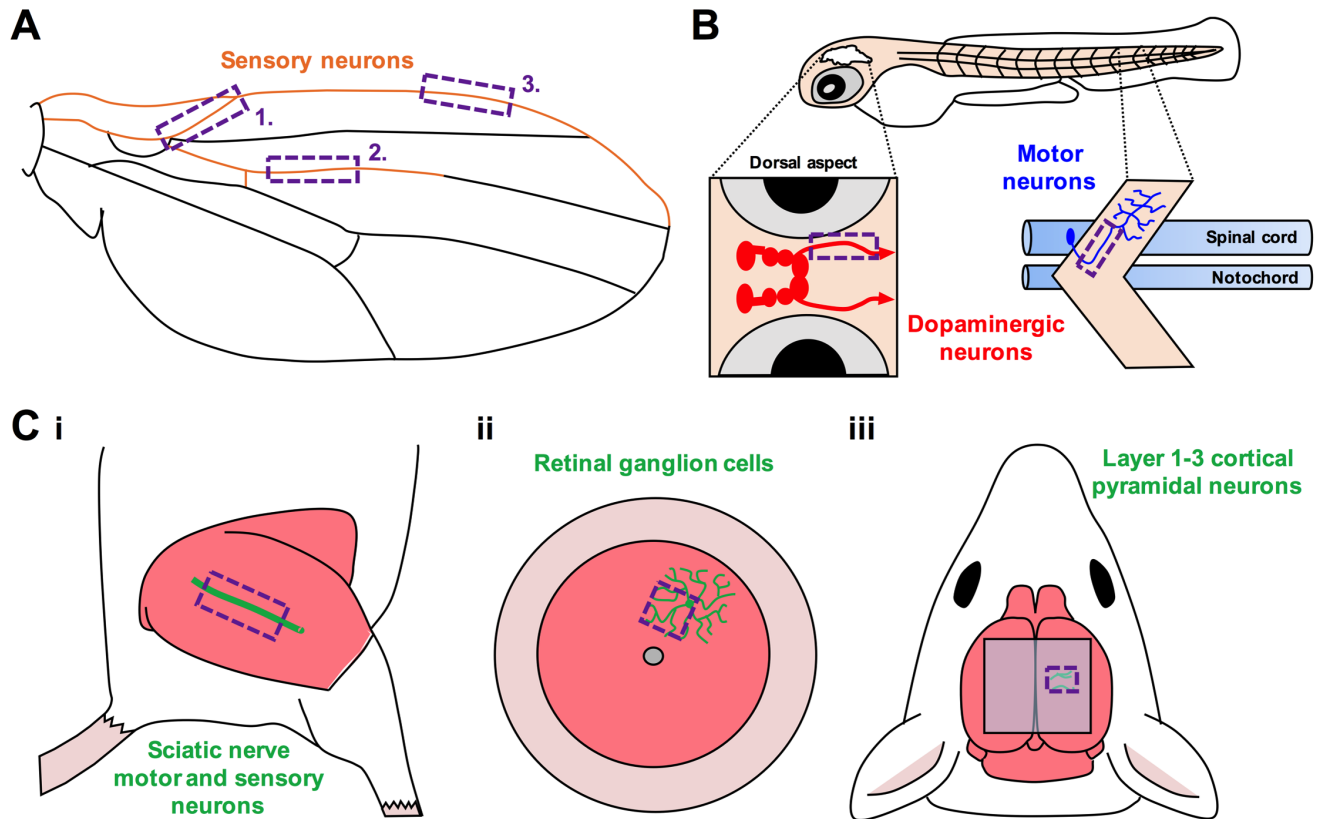 A
Sensory neurons
1.
2.
3.
B
Dorsal aspect
Motor
neurons
Spinal cord
Notochord
Dopaminergic
neurons
C i
Sciatic nerve
motor and sensory
neurons
ii
Retinal ganglion cells
iii
Layer 1-3 cortical
pyramidal neurons